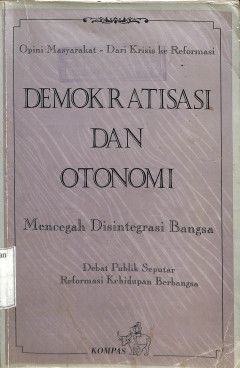 Opini Masyarakat - Dari Krisis ke Reformasi
DEMOKRATISASI
DAN
OTONOMI
Mencegah Disintegrasi Bangsa
Debat Publik Seputar
Reformasi Kehidupan Berbangsa
KOMPAS